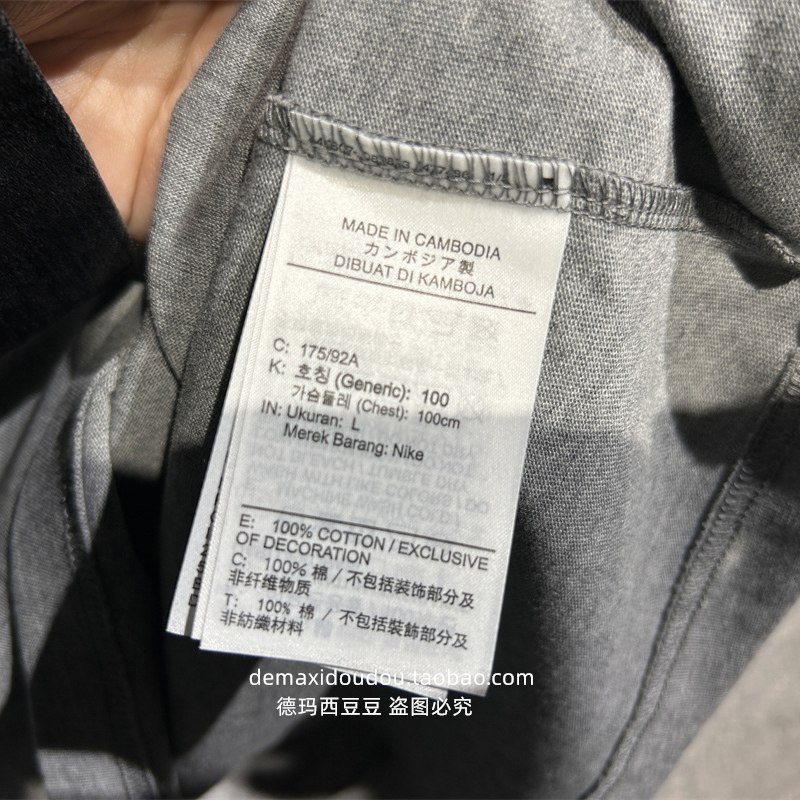 MADE IN CAMBODIA
カンボジア製
DIBUAT DI KAMBOJA
C: 175/92A
K: 호칭 (Generic): 100
가슴둘레 (Chest): 100cm
IN: Ukuran: L
Merek Barang: Nike
E: 100% COTTON / EXCLUSIVE
OF DECORATION
C: 100% 棉 / 不包括装饰部分及
非纤维物质
T: 100% 棉 / 不包括裝飾部分及
非紡織材料
demaxidoudou.taobao.com
德玛西豆豆 盗图必究